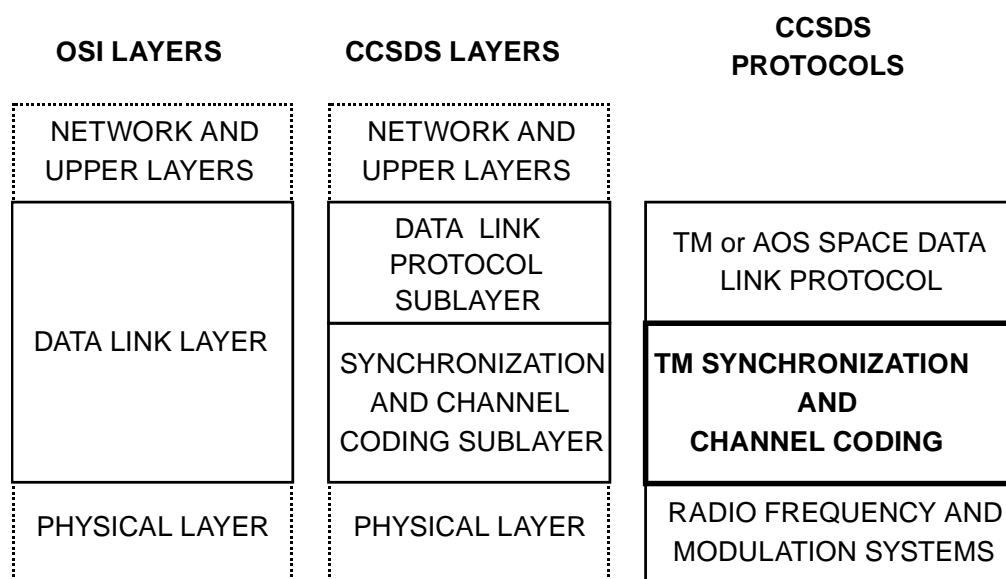 OSI LAYERS
CCSDS LAYERS
CCSDS
PROTOCOLS
NETWORK AND
UPPER LAYERS
NETWORK AND
UPPER LAYERS
DATA LINK LAYER
DATA LINK
PROTOCOL
SUBLAYER
TM or AOS SPACE DATA
LINK PROTOCOL
SYNCHRONIZATION
AND CHANNEL
CODING SUBLAYER
TM SYNCHRONIZATION
AND
CHANNEL CODING
PHYSICAL LAYER
PHYSICAL LAYER
RADIO FREQUENCY AND
MODULATION SYSTEMS